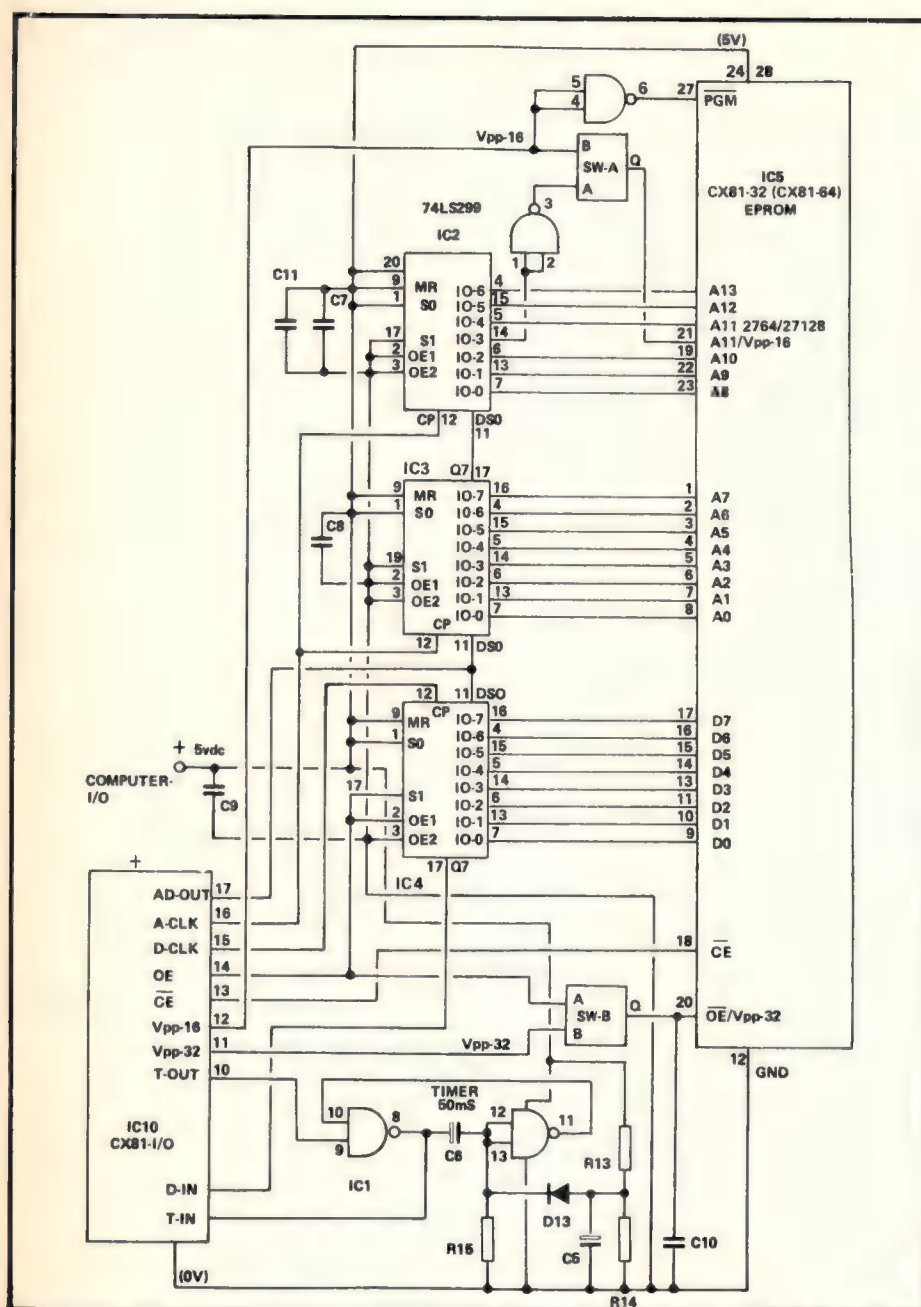 (5V)
24 28
5
4
6
27 PGM
Vpp-16
B
SW-A
Q
A
IC5
CX81-32 (CX81-64)
EPROM
3
1 2
74LS299
IC2
C11
C7
20
9 MR
1 S0
17 S1
2 OE1
3 OE2
IO-6 4 A13
IO-5 15 A12
IO-4 5 A11 2764/27128
IO-3 14 21 A11/Vpp-16
IO-2 6 19 A10
IO-1 13 22 A9
IO-0 7 23 A8
CP 12 DS0
11
IC3 Q7 17
C8
9 MR
1 S0
19 S1
2 OE1
3 OE2
IO-7 16 1 A7
IO-6 4 2 A6
IO-5 15 3 A5
IO-4 5 4 A4
IO-3 14 5 A3
IO-2 6 6 A2
IO-1 13 7 A1
IO-0 7 8 A0
CP
12 11 DS0
12 11 DSO
CP
9 MR
1 S0
17 S1
2 OE1
3 OE2
IO-7 16 17 D7
IO-6 4 16 D6
IO-5 15 15 D5
IO-4 5 14 D4
IO-3 14 13 D3
IO-2 6 11 D2
IO-1 13 10 D1
IO-0 7 9 D0
17 Q7
IC4
+ 5vdc
COMPUTER-
I/O
C9
+
AD-OUT 17
A-CLK 16
D-CLK 15
OE 14
CE 13
Vpp-16 12
Vpp-32 11
T-OUT 10
IC10
CX81-I/O
D-IN
T-IN
(0V)
18 CE
A
SW-B
B
Vpp-32
20 OE/Vpp-32
12 GND
TIMER
50mS
10
9
8
IC1
C6
12
13
11
R13
D13
R15
C5
R14
C10